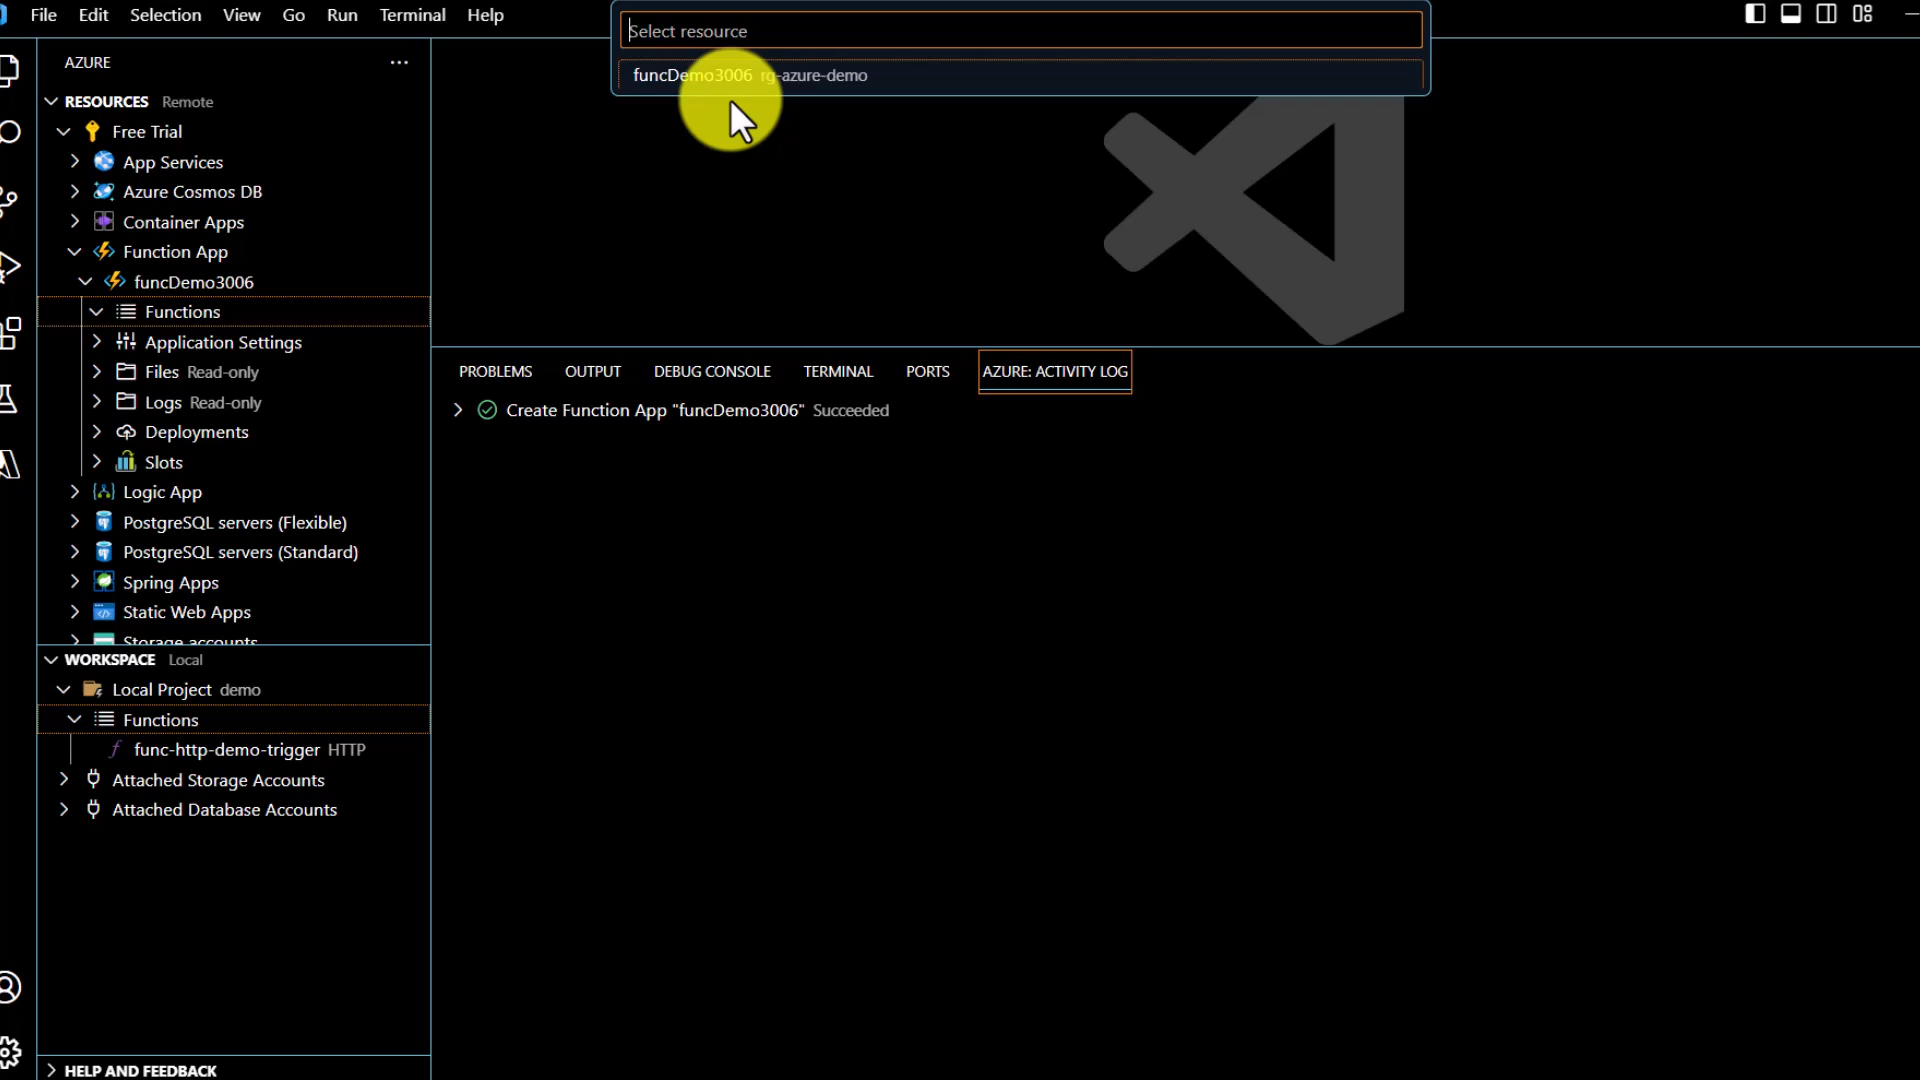 File Edit Selection View Go Run Terminal Help
Select resource
funcDemo3006 rg-azure-demo
AZURE
RESOURCES Remote
Free Trial
App Services
Azure Cosmos DB
Container Apps
Function App
funcDemo3006
Functions
Application Settings
Files Read-only
Logs Read-only
Deployments
Slots
Logic App
PostgreSQL servers (Flexible)
PostgreSQL servers (Standard)
Spring Apps
Static Web Apps
Storage accounts
WORKSPACE Local
Local Project demo
Functions
func-http-demo-trigger HTTP
Attached Storage Accounts
Attached Database Accounts
HELP AND FEEDBACK
PROBLEMS OUTPUT DEBUG CONSOLE TERMINAL PORTS AZURE: ACTIVITY LOG
Create Function App "funcDemo3006" Succeeded